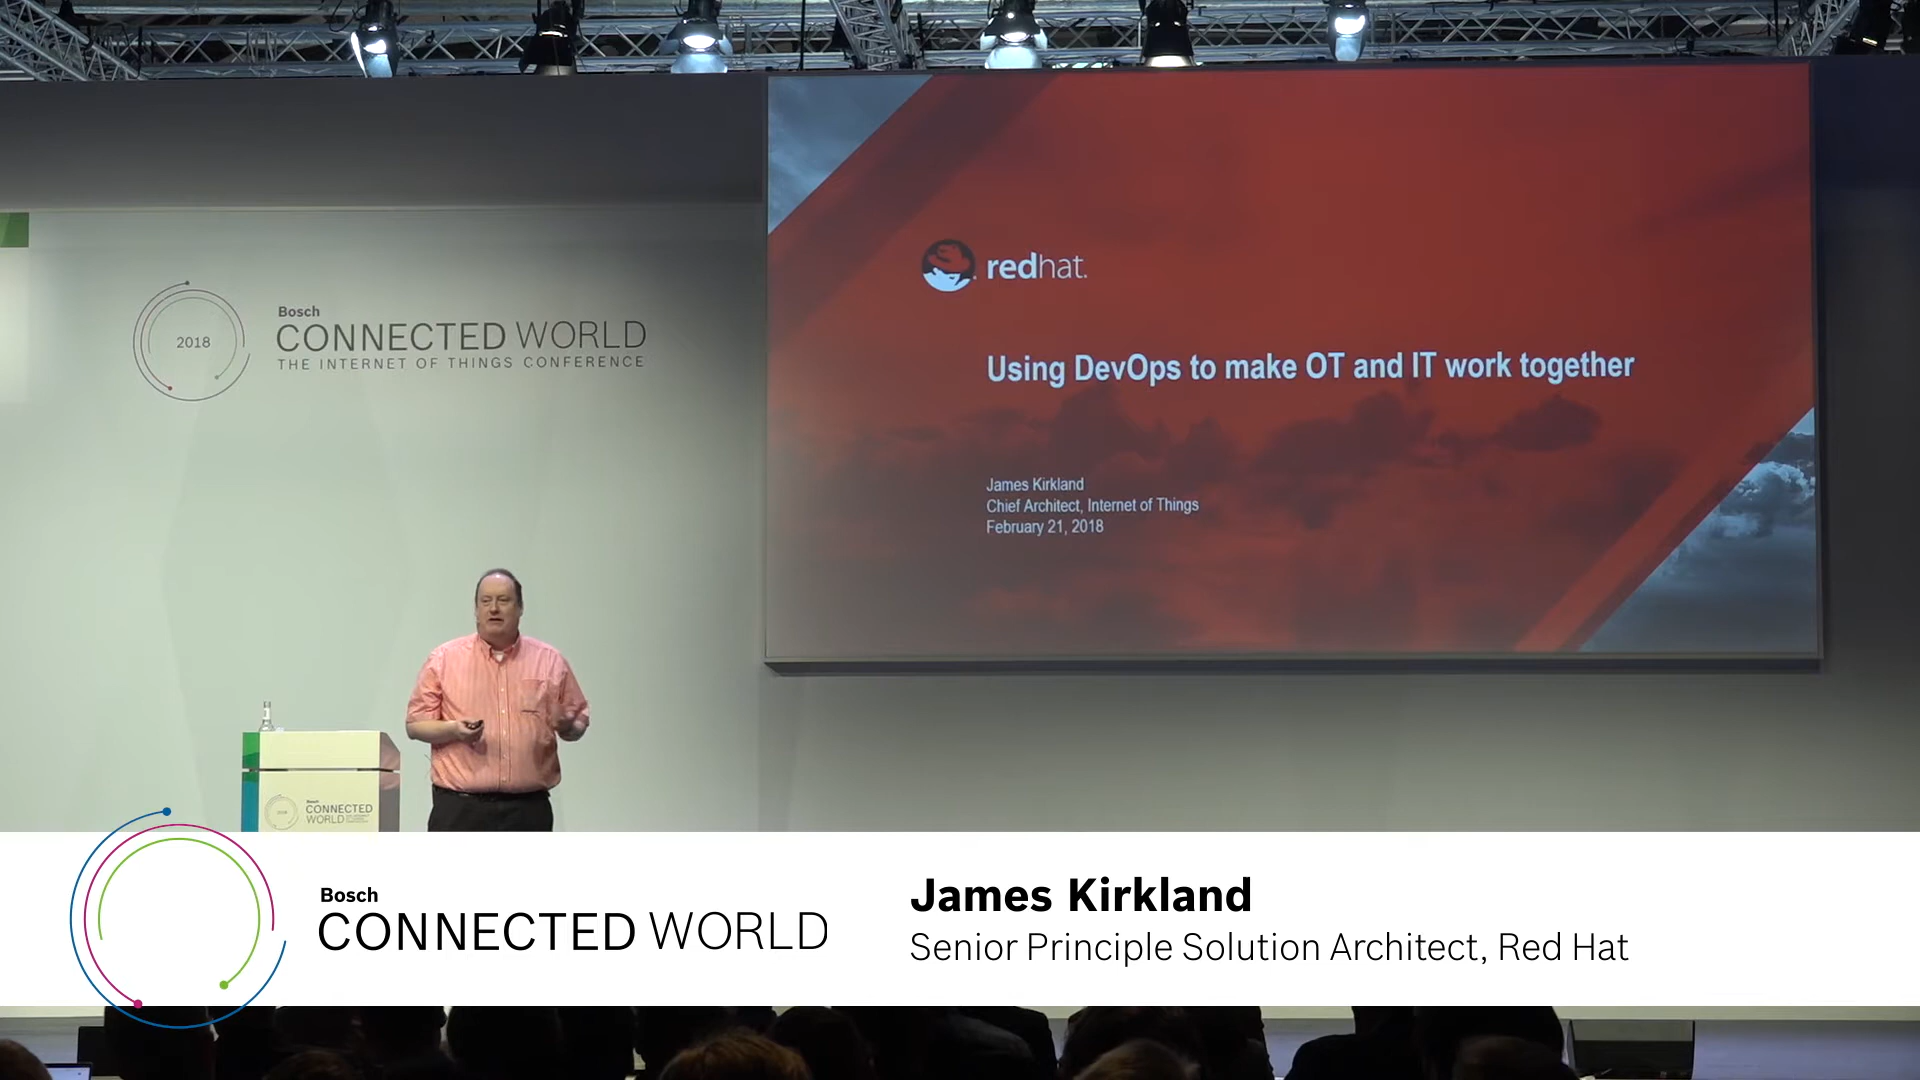 2018
Bosch
CONNECTED WORLD
THE INTERNET OF THINGS CONFERENCE
redhat.
Using DevOps to make OT and IT work together
James Kirkland
Chief Architect, Internet of Things
February 21, 2018
Bosch
CONNECTED
WORLD
Bosch
CONNECTED WORLD
James Kirkland
Senior Principle Solution Architect, Red Hat